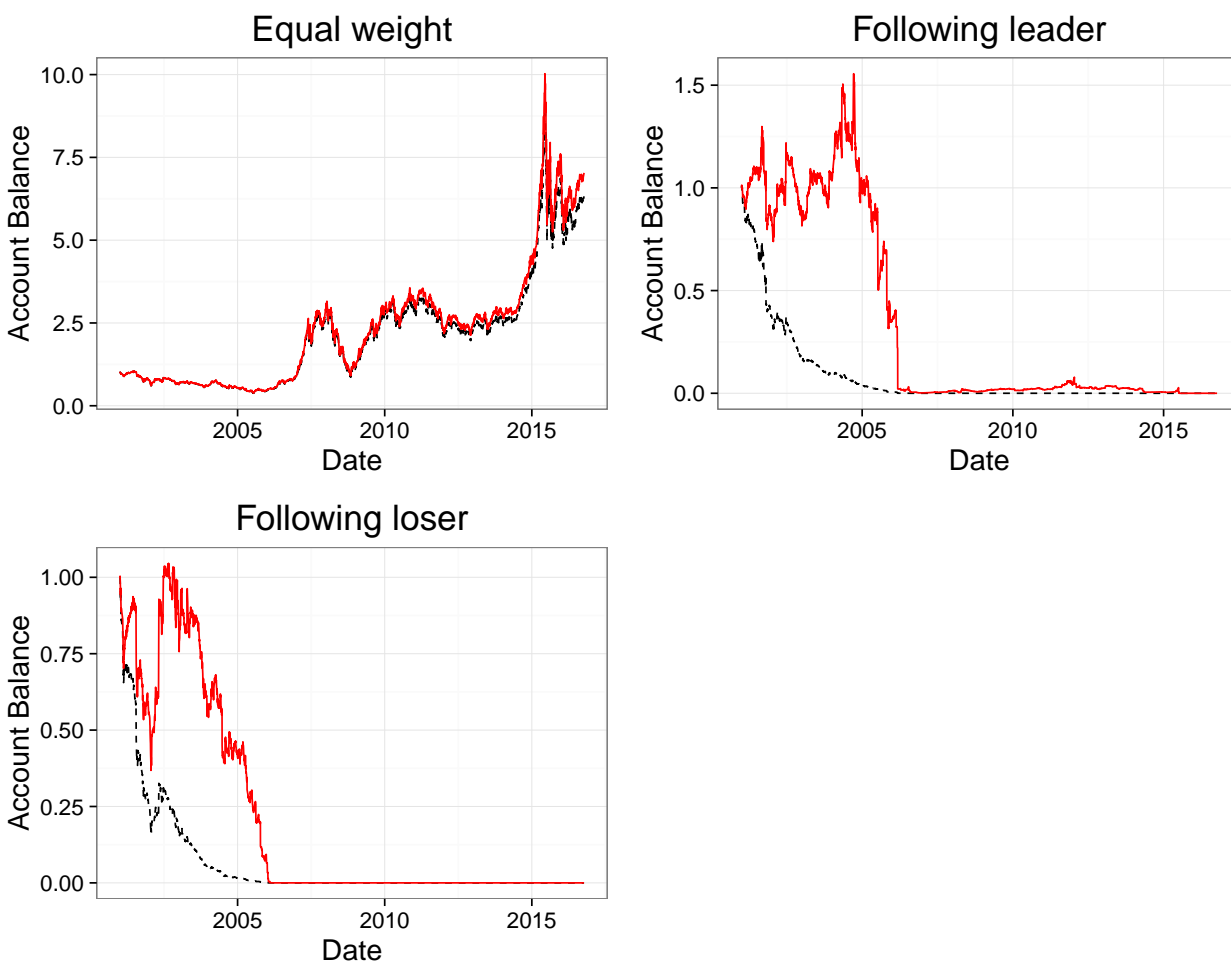 Equal weight
Account Balance
10.0
7.5
5.0
2.5
0.0
2005 2010 2015
Date
Following leader
Account Balance
1.5
1.0
0.5
0.0
2005 2010 2015
Date
Following loser
Account Balance
1.00
0.75
0.50
0.25
0.00
2005 2010 2015
Date